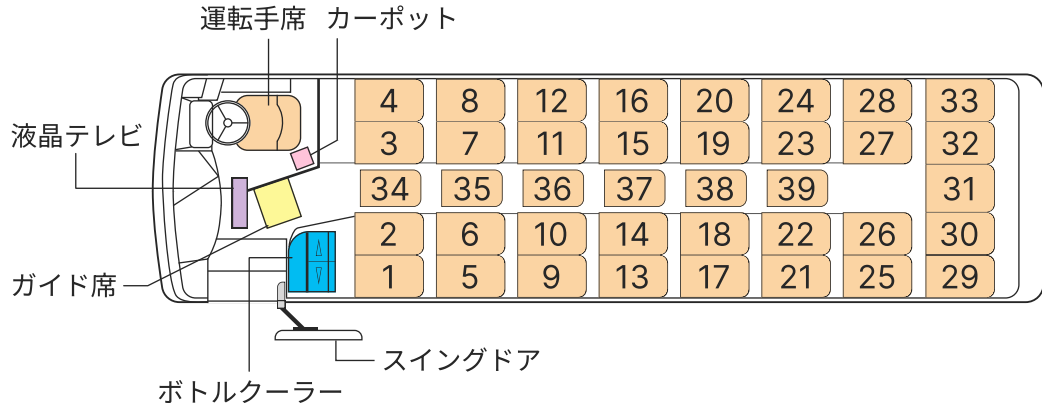 運転手席 カーポット
液晶テレビ
4 8 12 16 20 24 28 33
3 7 11 15 19 23 27 32
34 35 36 37 38 39 31
2 6 10 14 18 22 26 30
1 5 9 13 17 21 25 29
ガイド席
スイングドア
ボトルクーラー